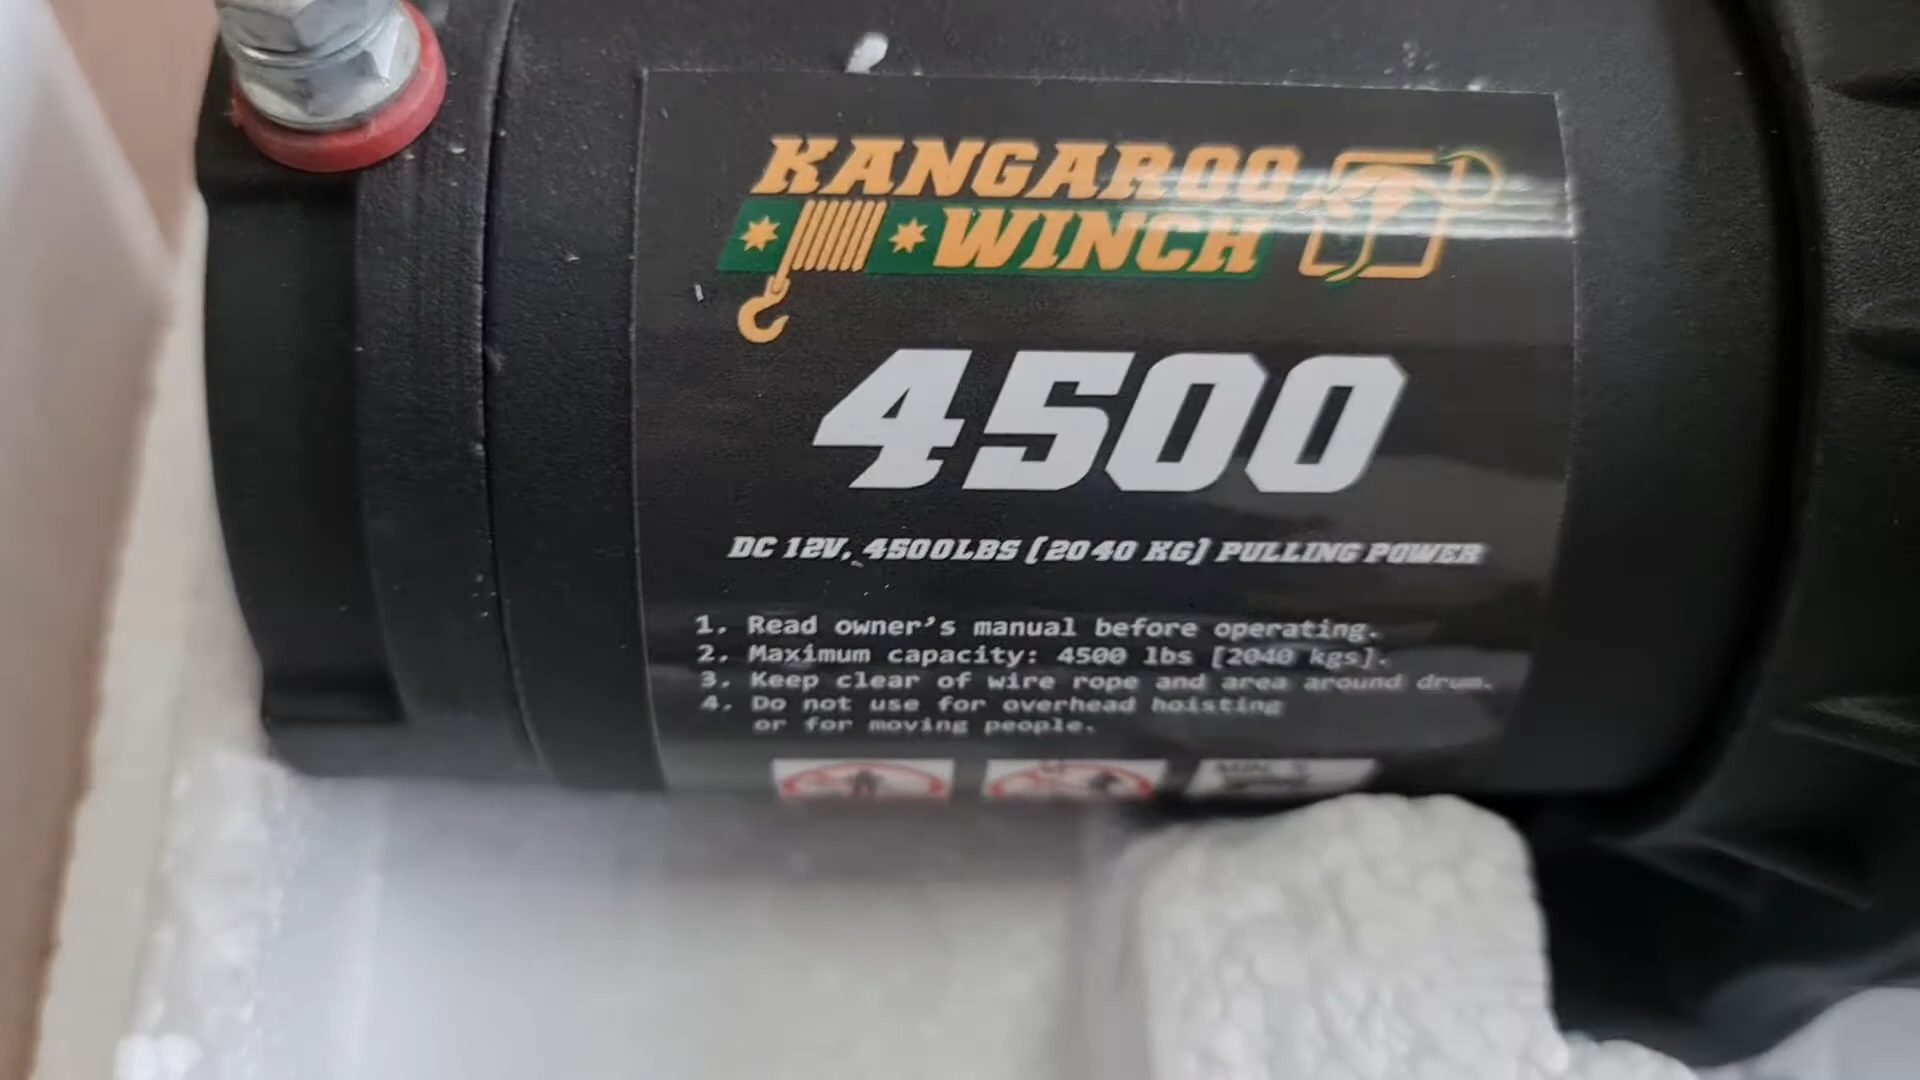 KANGAROO
WINCH
4500
DC 12V, 4500LBS [2040 KG] PULLING POWER
1. Read owner's manual before operating.
2. Maximum capacity: 4500 lbs [2040 kgs].
3. Keep clear of wire rope and area around drum.
4. Do not use for overhead hoisting
or for moving people.